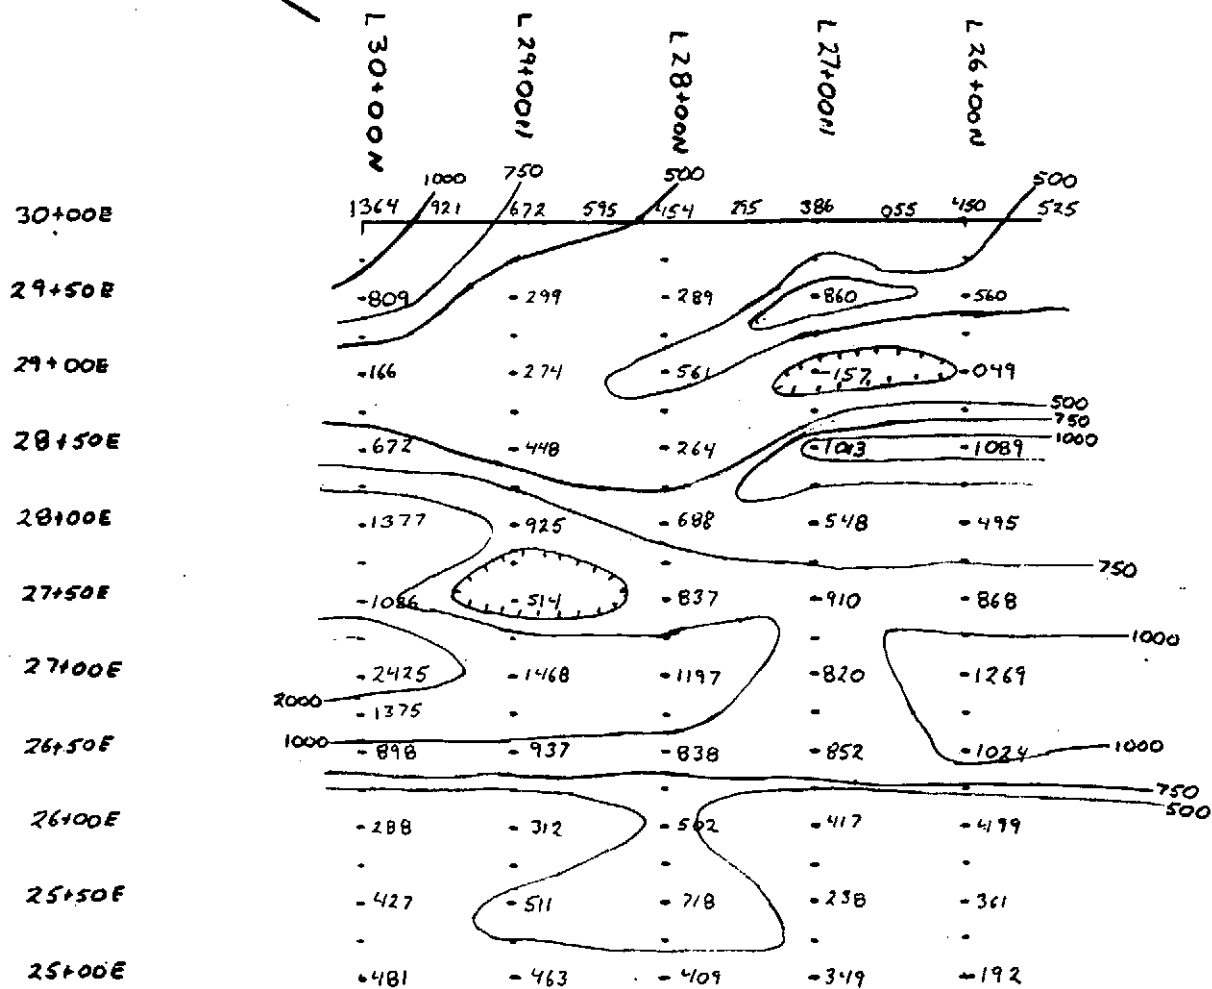 L 30+00N L 29+00N L 28+00N L 27+00N L 26+00N
1000 750 500 500
30+00E 1364 921 672 595 454 295 386 055 450 525
29+50E 809 299 289 860 560
29+00E 166 274 561 157 049
500
28+50E 672 448 264 1013 1089 750
1000
28+00E 1377 925 688 548 495
750
27+50E 1086 514 837 910 868
1000
27+00E 2425 1468 1197 820 1269
2000 1375
1000 1000
26+50E 898 937 838 852 1024
750
500
26+00E 288 312 502 417 499
25+50E 427 511 718 238 361
25+00E 481 463 409 349 192